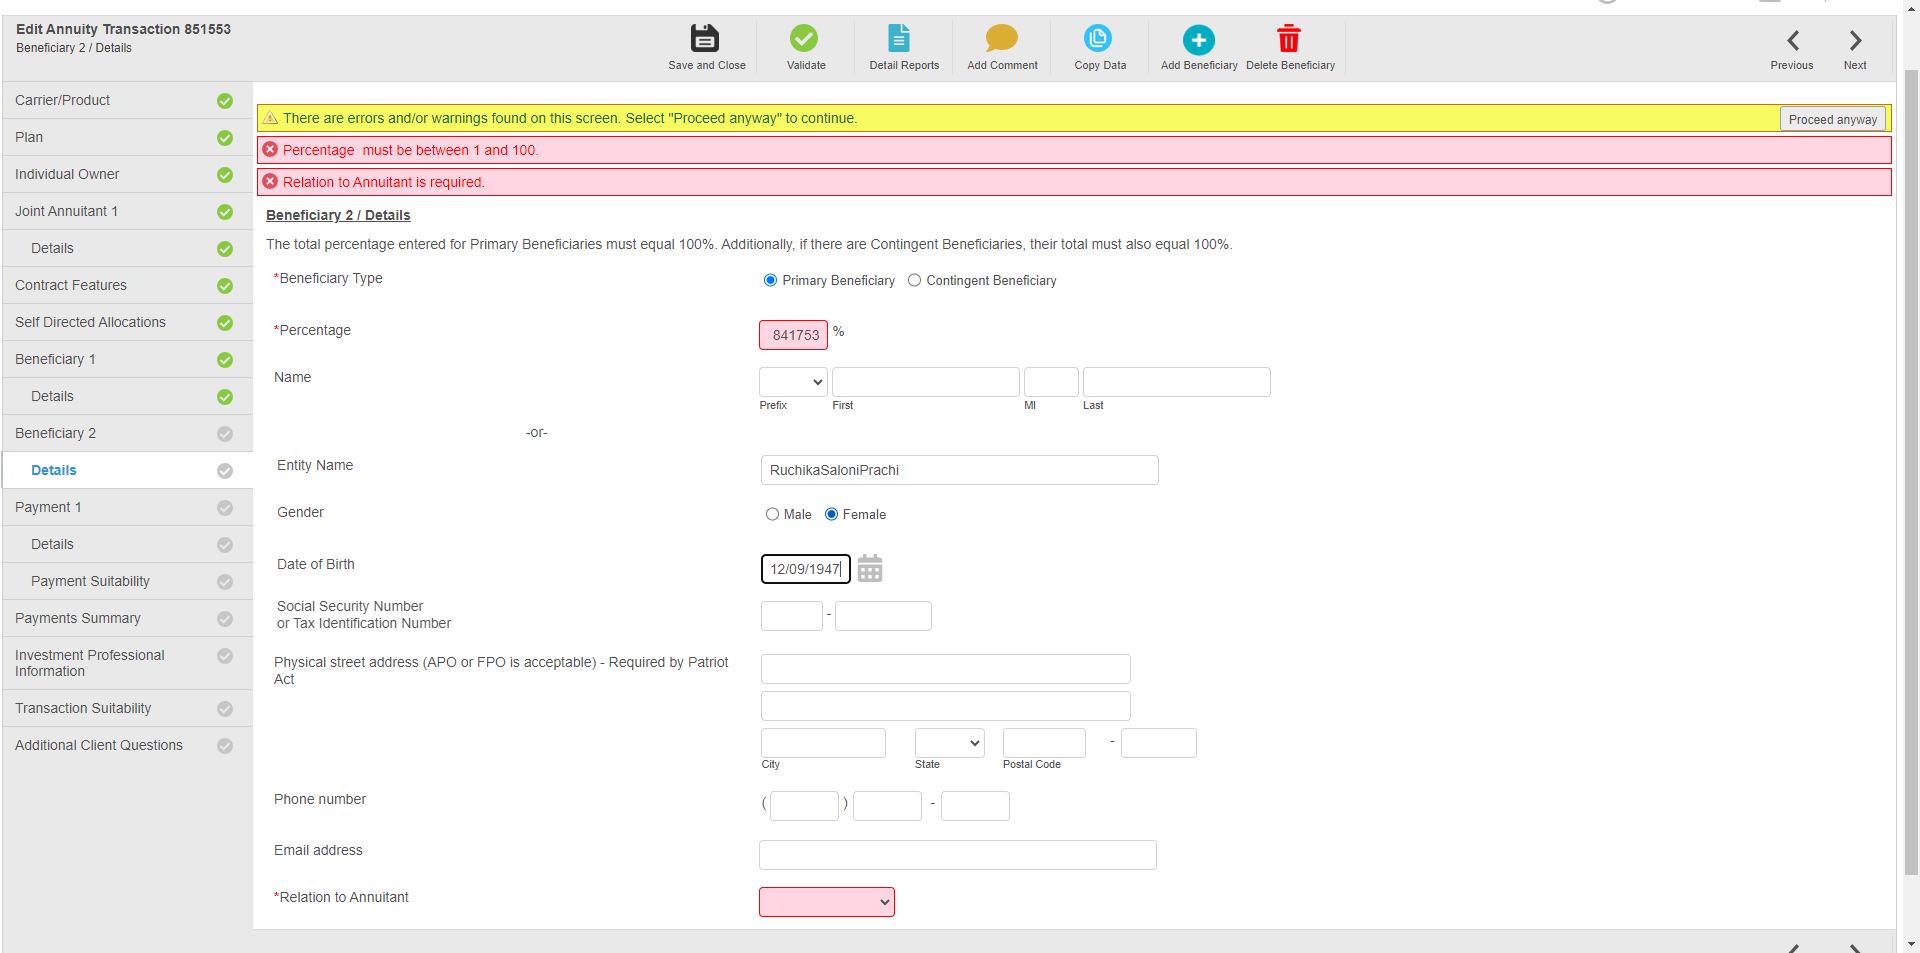 Edit Annuity Transaction 851553
Beneficiary 2 / Details
Save and Close
Validate
Detail Reports
Add Comment
Copy Data
Add Beneficiary
Delete Beneficiary
Previous
Next
Carrier/Product
Plan
Individual Owner
Joint Annuitant 1
Details
Contract Features
Self Directed Allocations
Beneficiary 1
Details
Beneficiary 2
Details
Payment 1
Details
Payment Suitability
Payments Summary
Investment Professional
Information
Transaction Suitability
Additional Client Questions
There are errors and/or warnings found on this screen. Select "Proceed anyway" to continue.
Proceed anyway
Percentage  must be between 1 and 100.
Relation to Annuitant is required.
Beneficiary 2 / Details
The total percentage entered for Primary Beneficiaries must equal 100%. Additionally, if there are Contingent Beneficiaries, their total must also equal 100%.
*Beneficiary Type
Primary Beneficiary
Contingent Beneficiary
*Percentage
841753 %
Name
Prefix
First
MI
Last
-or-
Entity Name
RuchikaSaloniPrachi
Gender
Male
Female
Date of Birth
12/09/1947
Social Security Number
or Tax Identification Number
-
Physical street address (APO or FPO is acceptable) - Required by Patriot
Act
-
City
State
Postal Code
Phone number
( ) -
Email address
*Relation to Annuitant